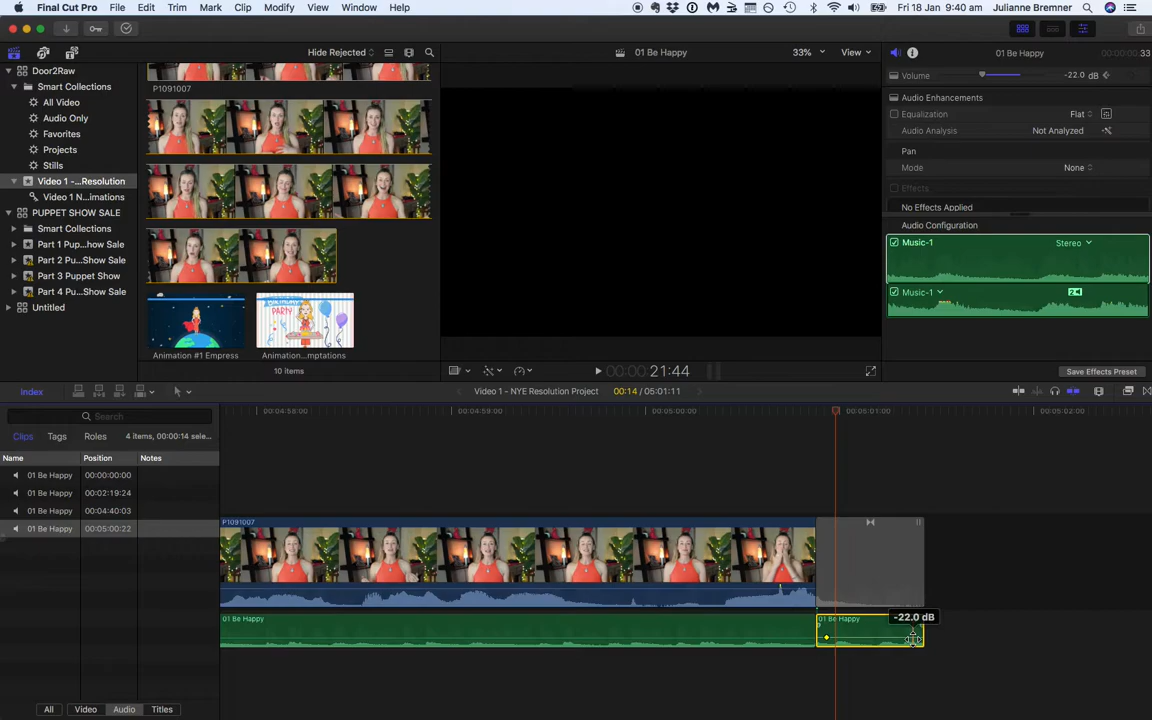 Final Cut Pro File Edit Trim Mark Clip Modify View Window Help Fri 18 Jan 9:40 am Julianne Bremner
Hide Rejected 01 Be Happy 33% View 01 Be Happy 33
Door2Raw
Smart Collections
All Video
Audio Only
Favorites
Projects
Stills
Video 1 -...Resolution
Video 1 N...imations
PUPPET SHOW SALE
Smart Collections
Part 1 Pup...how Sale
Part 2 Pu...Show Sale
Part 3 Puppet Show
Part 4 Pu...Show Sale
Untitled
P1091007
BIRTHDAY
PARTY
Animation #1 Empress Animation...mptations
10 items
21:44
Volume -22.0 dB
Audio Enhancements
Equalization Flat
Audio Analysis Not Analyzed
Pan
Mode None
Effects
No Effects Applied
Audio Configuration
Music-1 Stereo
Music-1 2
Save Effects Preset
Index Video 1 - NYE Resolution Project 00:14 / 05:01:11
Search
Clips Tags Roles 4 items, 00:00:14 sele...
Name Position Notes
01 Be Happy 00:00:00:00
01 Be Happy 00:02:19:24
01 Be Happy 00:04:40:03
01 Be Happy 00:05:00:22
All Video Audio Titles
00:04:58:00 00:04:59:00 00:05:00:00 00:05:01:00 00:05:02:00
P1091007
-22.0 dB
01 Be Happy 01 Be Happy